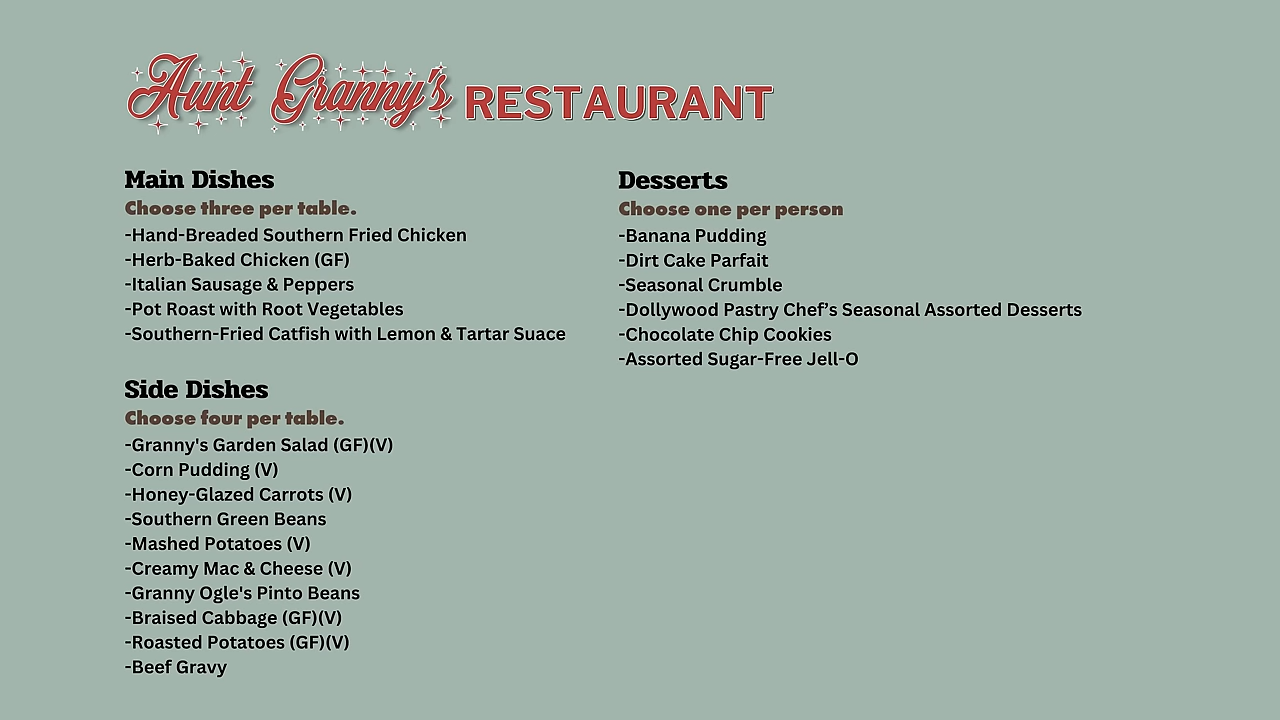 Aunt Granny's RESTAURANT
Main Dishes
Choose three per table.
-Hand-Breaded Southern Fried Chicken
-Herb-Baked Chicken (GF)
-Italian Sausage & Peppers
-Pot Roast with Root Vegetables
-Southern-Fried Catfish with Lemon & Tartar Suace
Side Dishes
Choose four per table.
-Granny's Garden Salad (GF)(V)
-Corn Pudding (V)
-Honey-Glazed Carrots (V)
-Southern Green Beans
-Mashed Potatoes (V)
-Creamy Mac & Cheese (V)
-Granny Ogle's Pinto Beans
-Braised Cabbage (GF)(V)
-Roasted Potatoes (GF)(V)
-Beef Gravy
Desserts
Choose one per person
-Banana Pudding
-Dirt Cake Parfait
-Seasonal Crumble
-Dollywood Pastry Chef’s Seasonal Assorted Desserts
-Chocolate Chip Cookies
-Assorted Sugar-Free Jell-O